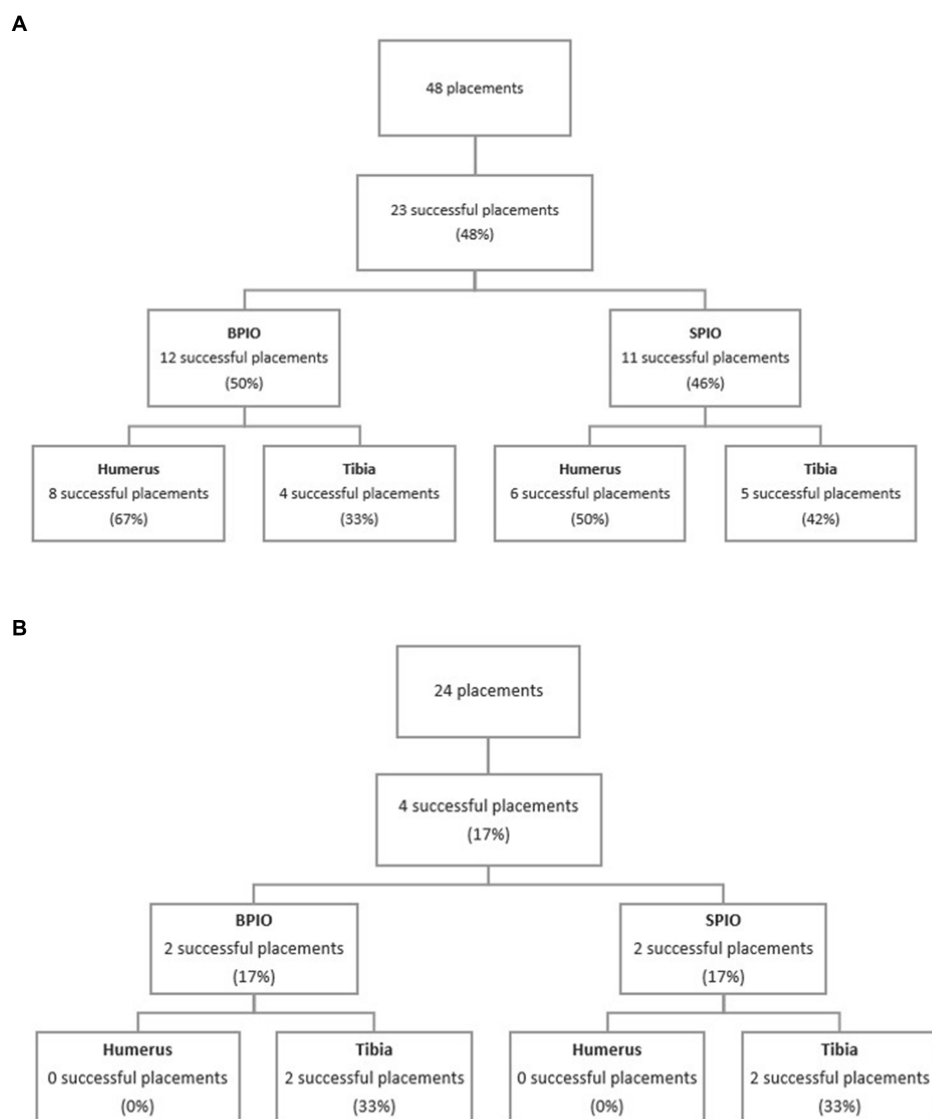 A
48 placements
23 successful placements
(48%)
BPIO
12 successful placements
(50%)
SPIO
11 successful placements
(46%)
Humerus
8 successful placements
(67%)
Tibia
4 successful placements
(33%)
Humerus
6 successful placements
(50%)
Tibia
5 successful placements
(42%)
B
24 placements
4 successful placements
(17%)
BPIO
2 successful placements
(17%)
SPIO
2 successful placements
(17%)
Humerus
0 successful placements
(0%)
Tibia
2 successful placements
(33%)
Humerus
0 successful placements
(0%)
Tibia
2 successful placements
(33%)